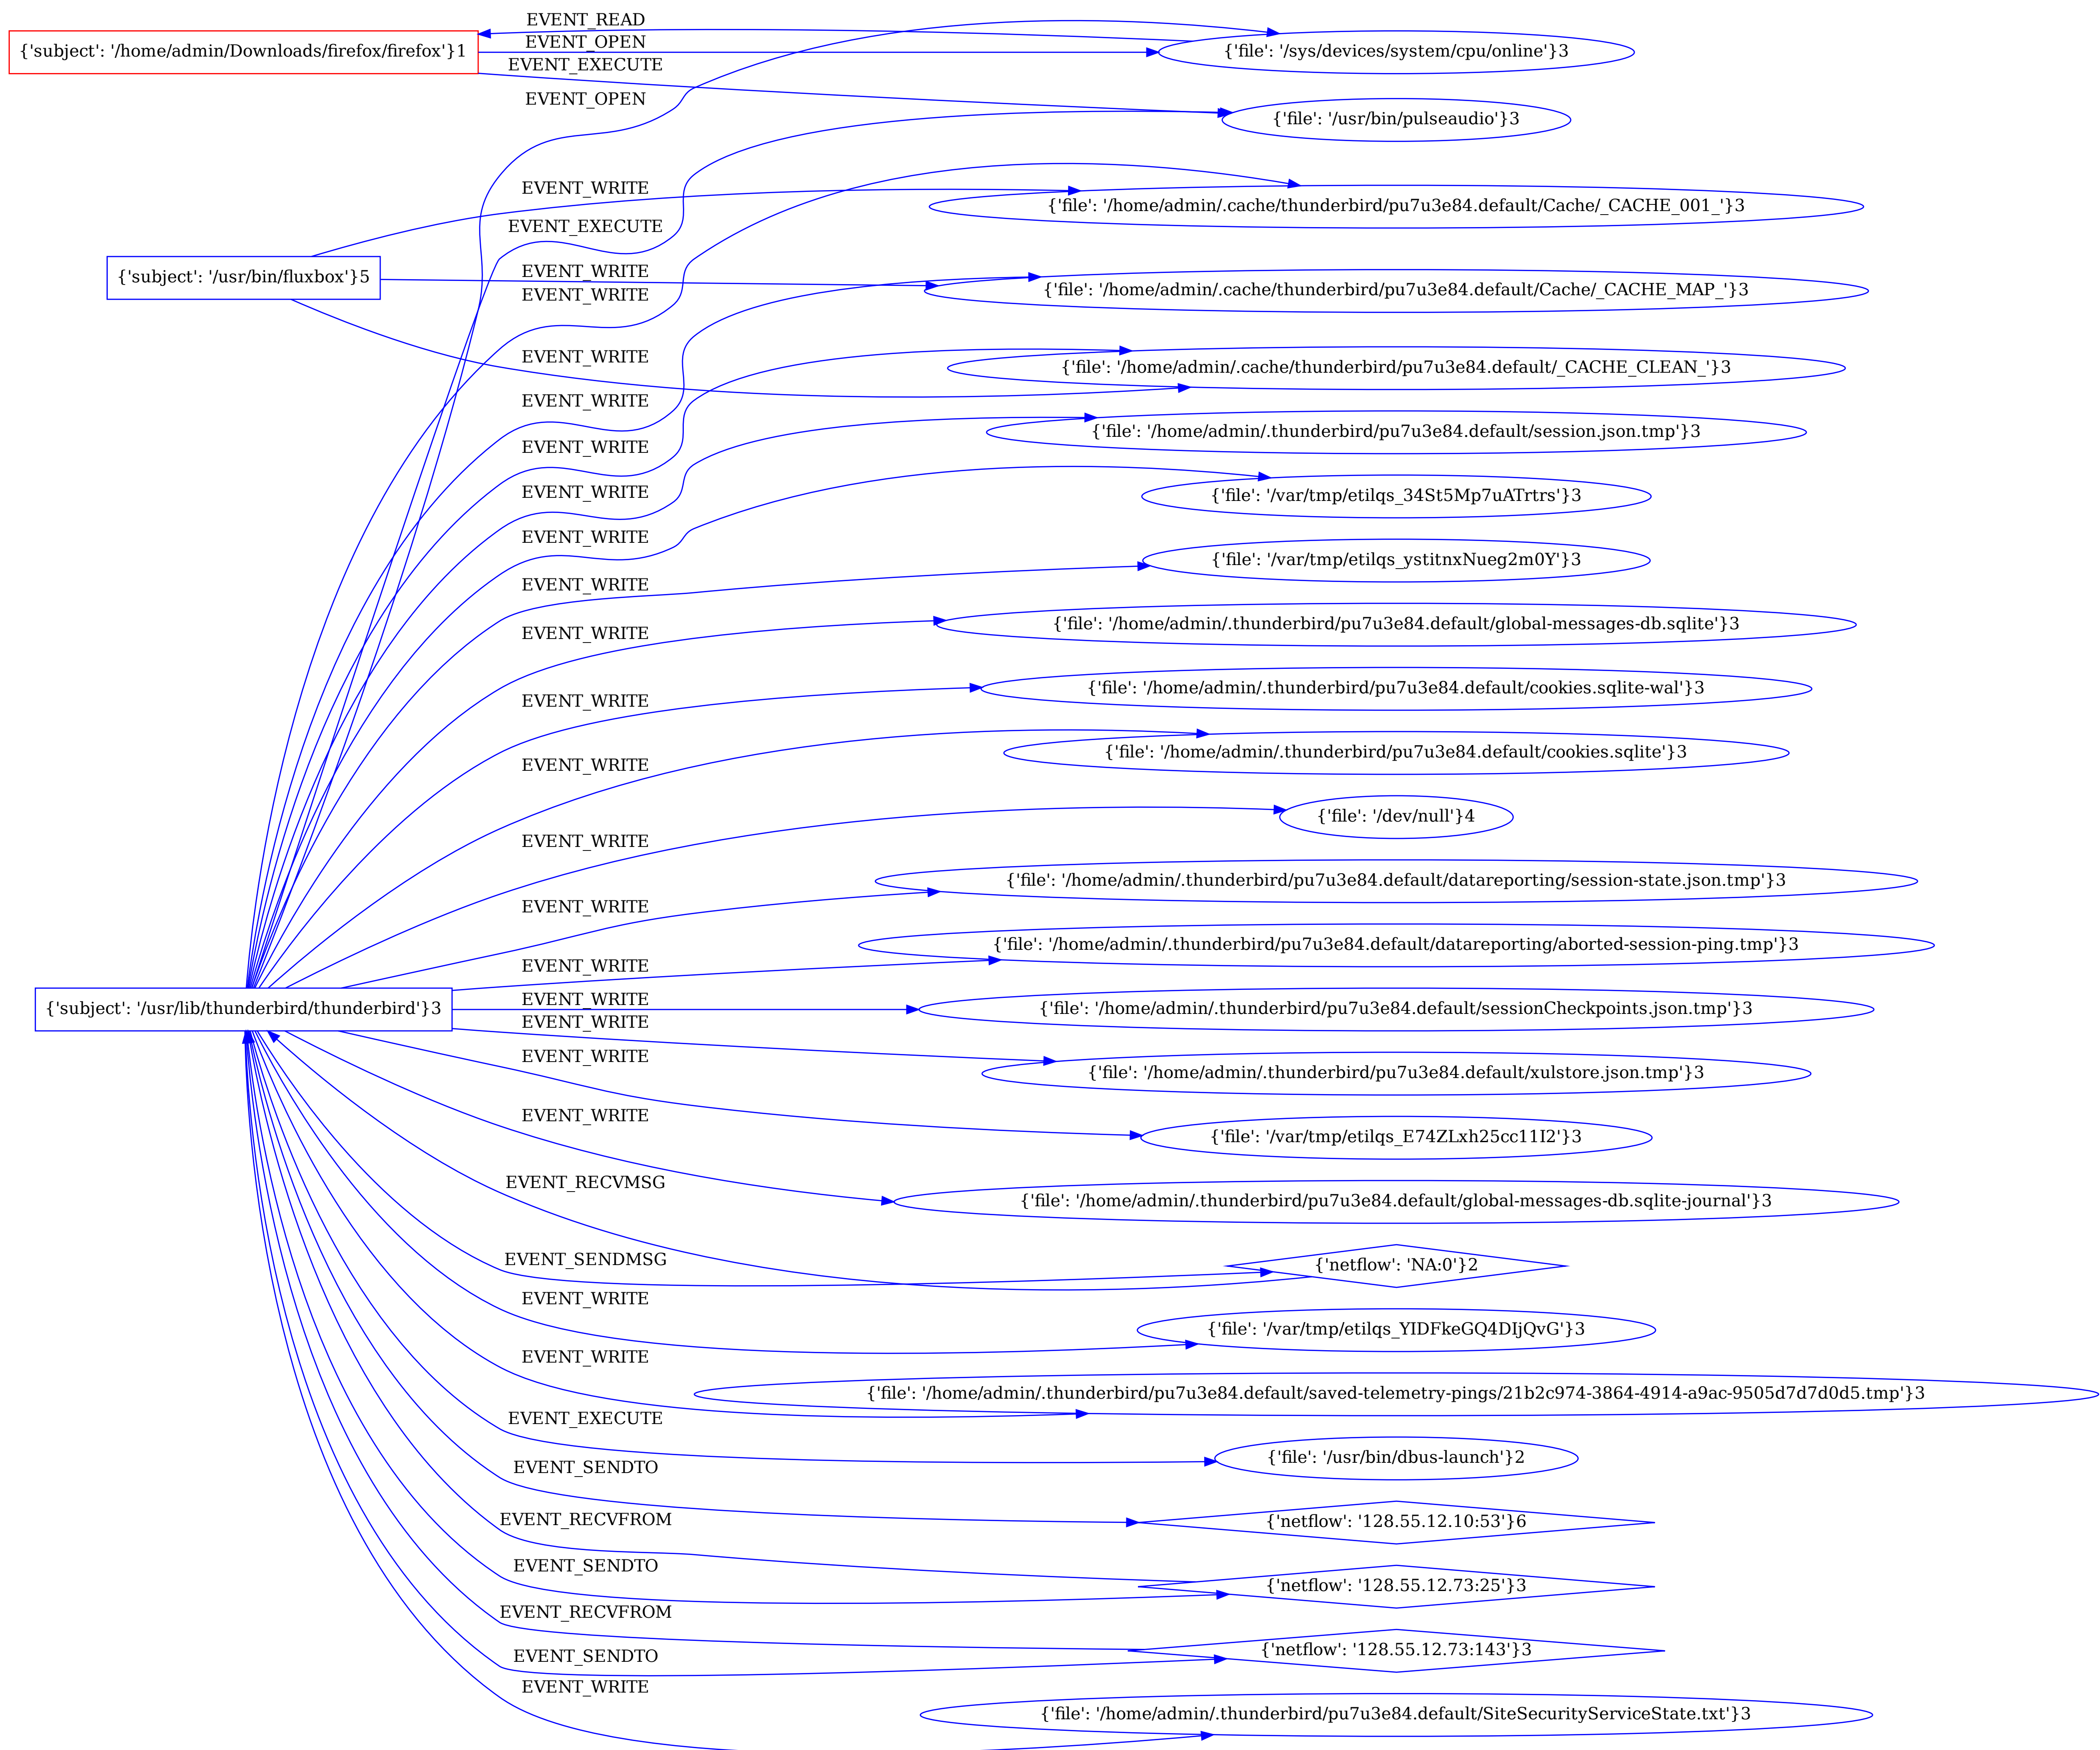 EVENT_READ
{'subject': '/home/admin/Downloads/firefox/firefox'}1
EVENT_OPEN
{'file': '/sys/devices/system/cpu/online'}3
EVENT_EXECUTE
EVENT_OPEN
{'file': '/usr/bin/pulseaudio'}3
EVENT_WRITE
{'file': '/home/admin/.cache/thunderbird/pu7u3e84.default/Cache/_CACHE_001_'}3
EVENT_EXECUTE
{'subject': '/usr/bin/fluxbox'}5
EVENT_WRITE
{'file': '/home/admin/.cache/thunderbird/pu7u3e84.default/Cache/_CACHE_MAP_'}3
EVENT_WRITE
EVENT_WRITE
{'file': '/home/admin/.cache/thunderbird/pu7u3e84.default/_CACHE_CLEAN_'}3
EVENT_WRITE
{'file': '/home/admin/.thunderbird/pu7u3e84.default/session.json.tmp'}3
EVENT_WRITE
EVENT_WRITE
{'file': '/var/tmp/etilqs_34St5Mp7uATrtrs'}3
EVENT_WRITE
{'file': '/var/tmp/etilqs_ystitnxNueg2m0Y'}3
EVENT_WRITE
{'file': '/home/admin/.thunderbird/pu7u3e84.default/global-messages-db.sqlite'}3
EVENT_WRITE
{'file': '/home/admin/.thunderbird/pu7u3e84.default/cookies.sqlite-wal'}3
EVENT_WRITE
{'file': '/home/admin/.thunderbird/pu7u3e84.default/cookies.sqlite'}3
EVENT_WRITE
{'file': '/dev/null'}4
EVENT_WRITE
{'file': '/home/admin/.thunderbird/pu7u3e84.default/datareporting/session-state.json.tmp'}3
EVENT_WRITE
{'file': '/home/admin/.thunderbird/pu7u3e84.default/datareporting/aborted-session-ping.tmp'}3
EVENT_WRITE
{'subject': '/usr/lib/thunderbird/thunderbird'}3
EVENT_WRITE
{'file': '/home/admin/.thunderbird/pu7u3e84.default/sessionCheckpoints.json.tmp'}3
EVENT_WRITE
{'file': '/home/admin/.thunderbird/pu7u3e84.default/xulstore.json.tmp'}3
EVENT_WRITE
{'file': '/var/tmp/etilqs_E74ZLxh25cc11I2'}3
EVENT_WRITE
{'file': '/home/admin/.thunderbird/pu7u3e84.default/global-messages-db.sqlite-journal'}3
EVENT_RECVMSG
EVENT_SENDMSG
{'netflow': 'NA:0'}2
EVENT_WRITE
{'file': '/var/tmp/etilqs_YIDFkeGQ4DIjQvG'}3
EVENT_WRITE
{'file': '/home/admin/.thunderbird/pu7u3e84.default/saved-telemetry-pings/21b2c974-3864-4914-a9ac-9505d7d7d0d5.tmp'}3
EVENT_EXECUTE
{'file': '/usr/bin/dbus-launch'}2
EVENT_SENDTO
{'netflow': '128.55.12.10:53'}6
EVENT_RECVFROM
EVENT_SENDTO
{'netflow': '128.55.12.73:25'}3
EVENT_RECVFROM
EVENT_SENDTO
{'netflow': '128.55.12.73:143'}3
EVENT_WRITE
{'file': '/home/admin/.thunderbird/pu7u3e84.default/SiteSecurityServiceState.txt'}3